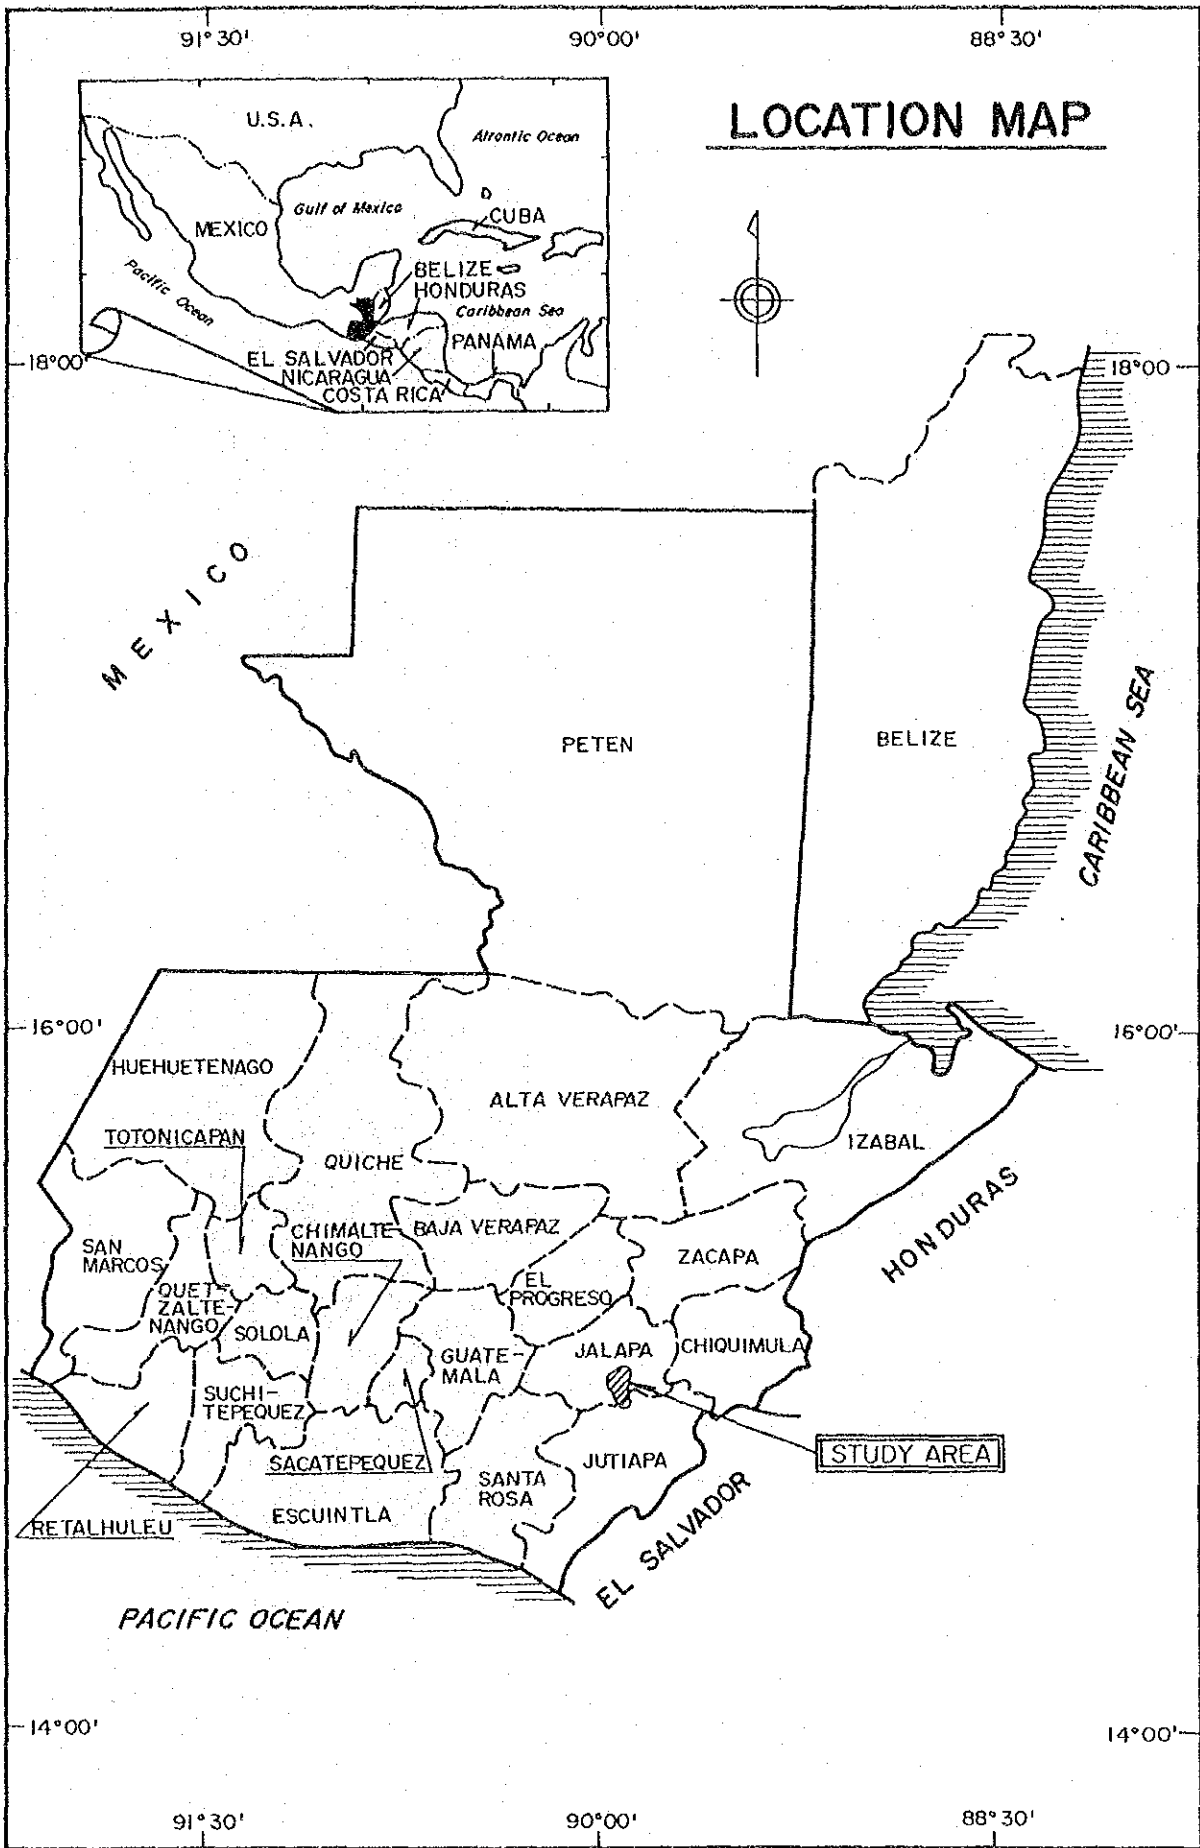 91°30'
90°00'
88°30'
LOCATION MAP
U.S.A.
Altantic Ocean
Gulf of Mexico
MEXICO
CUBA
Pacific Ocean
BELIZE
HONDURAS
Caribbean Sea
PANAMA
EL SALVADOR
NICARAGUA
COSTA RICA
18°00'
18°00'
MEXICO
PETEN
BELIZE
CARIBBEAN SEA
16°00'
16°00'
HUEHUETENAGO
ALTA VERAPAZ
TOTONICAPAN
IZABAL
QUICHE
HONDURAS
CHIMALTE-
NANGO
BAJA VERAPAZ
SAN
MARCOS
ZACAPA
QUET-
ZALTE-
NANGO
EL
PROGRESO
SOLOLA
GUATE-
MALA
JALAPA
CHIQUIMULA
SUCHI-
TEPEQUEZ
SACATEPEQUEZ
JUTIAPA
STUDY AREA
SANTA
ROSA
ESCUINTLA
RETALHULEU
EL SALVADOR
PACIFIC OCEAN
14°00'
14°00'
91°30'
90°00'
88°30'